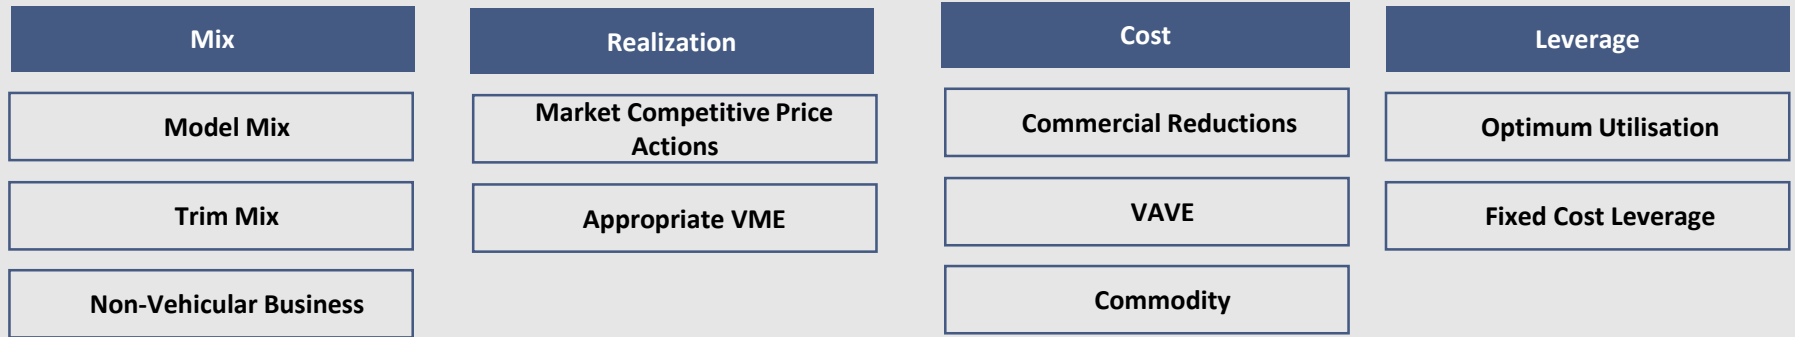 Mix
Model Mix
Trim Mix
Non-Vehicular Business
Realization
Market Competitive Price
Actions
Appropriate VME
Cost
Commercial Reductions
VAVE
Commodity
Leverage
Optimum Utilisation
Fixed Cost Leverage